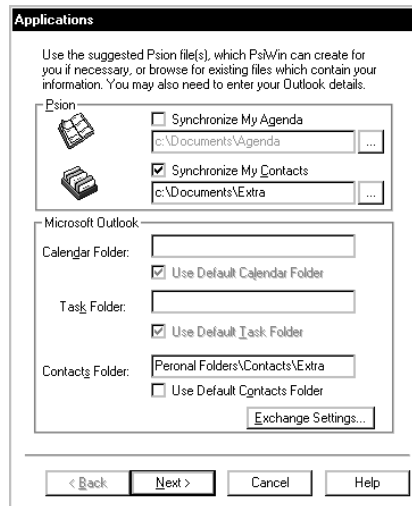 Applications
Use the suggested Psion file(s), which PsiWin can create for
you if necessary, or browse for existing files which contain your
information. You may also need to enter your Outlook details.
Psion
Synchronize My Agenda
c:\Documents\Agenda ...
Synchronize My Contacts
c:\Documents\Extra ...
Microsoft Outlook
Calendar Folder:
Use Default Calendar Folder
Task Folder:
Use Default Task Folder
Contacts Folder: Peronal Folders\Contacts\Extra
Use Default Contacts Folder
Exchange Settings...
< Back Next > Cancel Help